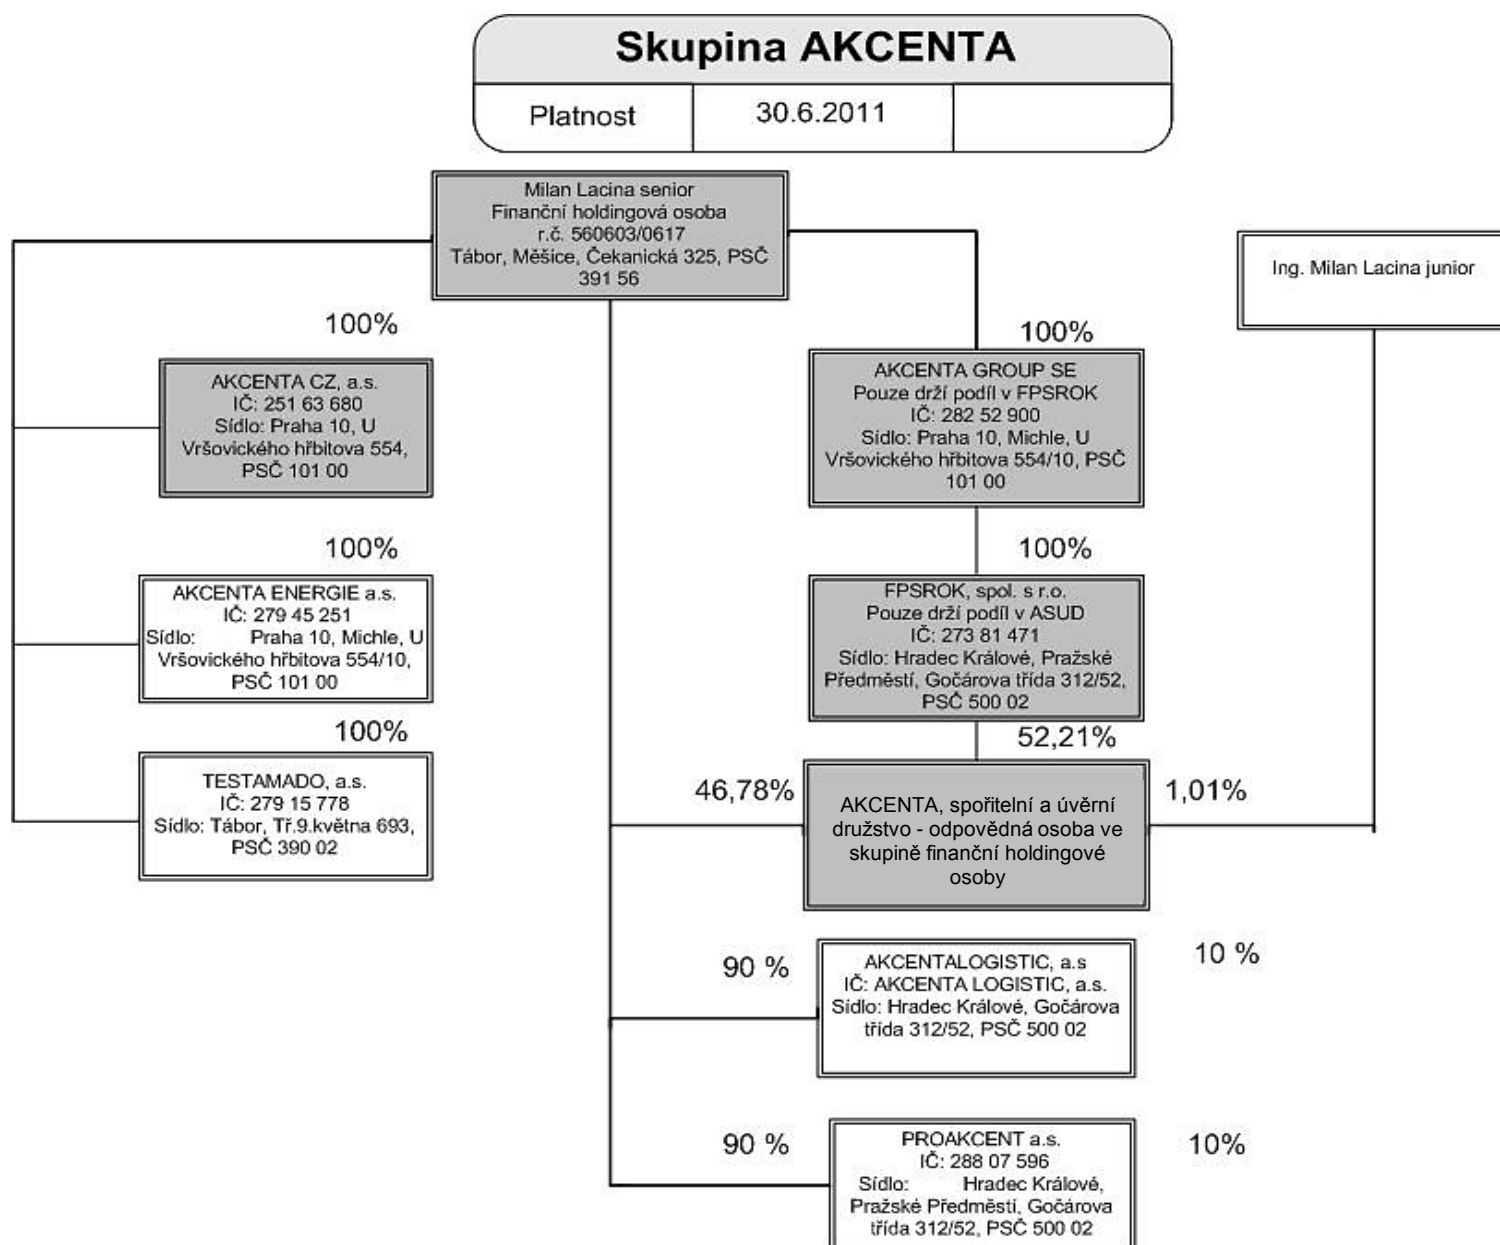 Skupina AKCENTA
Platnost 30.6.2011
Milan Lacina senior
Finanční holdingová osoba
r.č. 560603/0617
Tábor, Měšice, Čekanická 325, PSČ
391 56
Ing. Milan Lacina junior
100%
AKCENTA CZ, a.s.
IČ: 251 63 680
Sídlo: Praha 10, U
Vršovického hřbitova 554,
PSČ 101 00
100%
AKCENTA GROUP SE
Pouze drží podíl v FPSROK
IČ: 282 52 900
Sídlo: Praha 10, Michle, U
Vršovického hřbitova 554/10, PSČ
101 00
100%
AKCENTA ENERGIE a.s.
IČ: 279 45 251
Sídlo: Praha 10, Michle, U
Vršovického hřbitova 554/10,
PSČ 101 00
100%
FPSROK, spol. s r.o.
Pouze drží podíl v ASUD
IČ: 273 81 471
Sídlo: Hradec Králové, Pražské
Předměstí, Gočárova třída 312/52,
PSČ 500 02
100%
TESTAMADO, a.s.
IČ: 279 15 778
Sídlo: Tábor, Tř.9.května 693,
PSČ 390 02
52,21%
46,78%
1,01%
AKCENTA, spořitelní a úvěrní
družstvo - odpovědná osoba ve
skupině finanční holdingové
osoby
90 %
10 %
AKCENTALOGISTIC, a.s
IČ: AKCENTA LOGISTIC, a.s.
Sídlo: Hradec Králové, Gočárova
třída 312/52, PSČ 500 02
90 %
10%
PROAKCENT a.s.
IČ: 288 07 596
Sídlo: Hradec Králové,
Pražské Předměstí, Gočárova
třída 312/52, PSČ 500 02